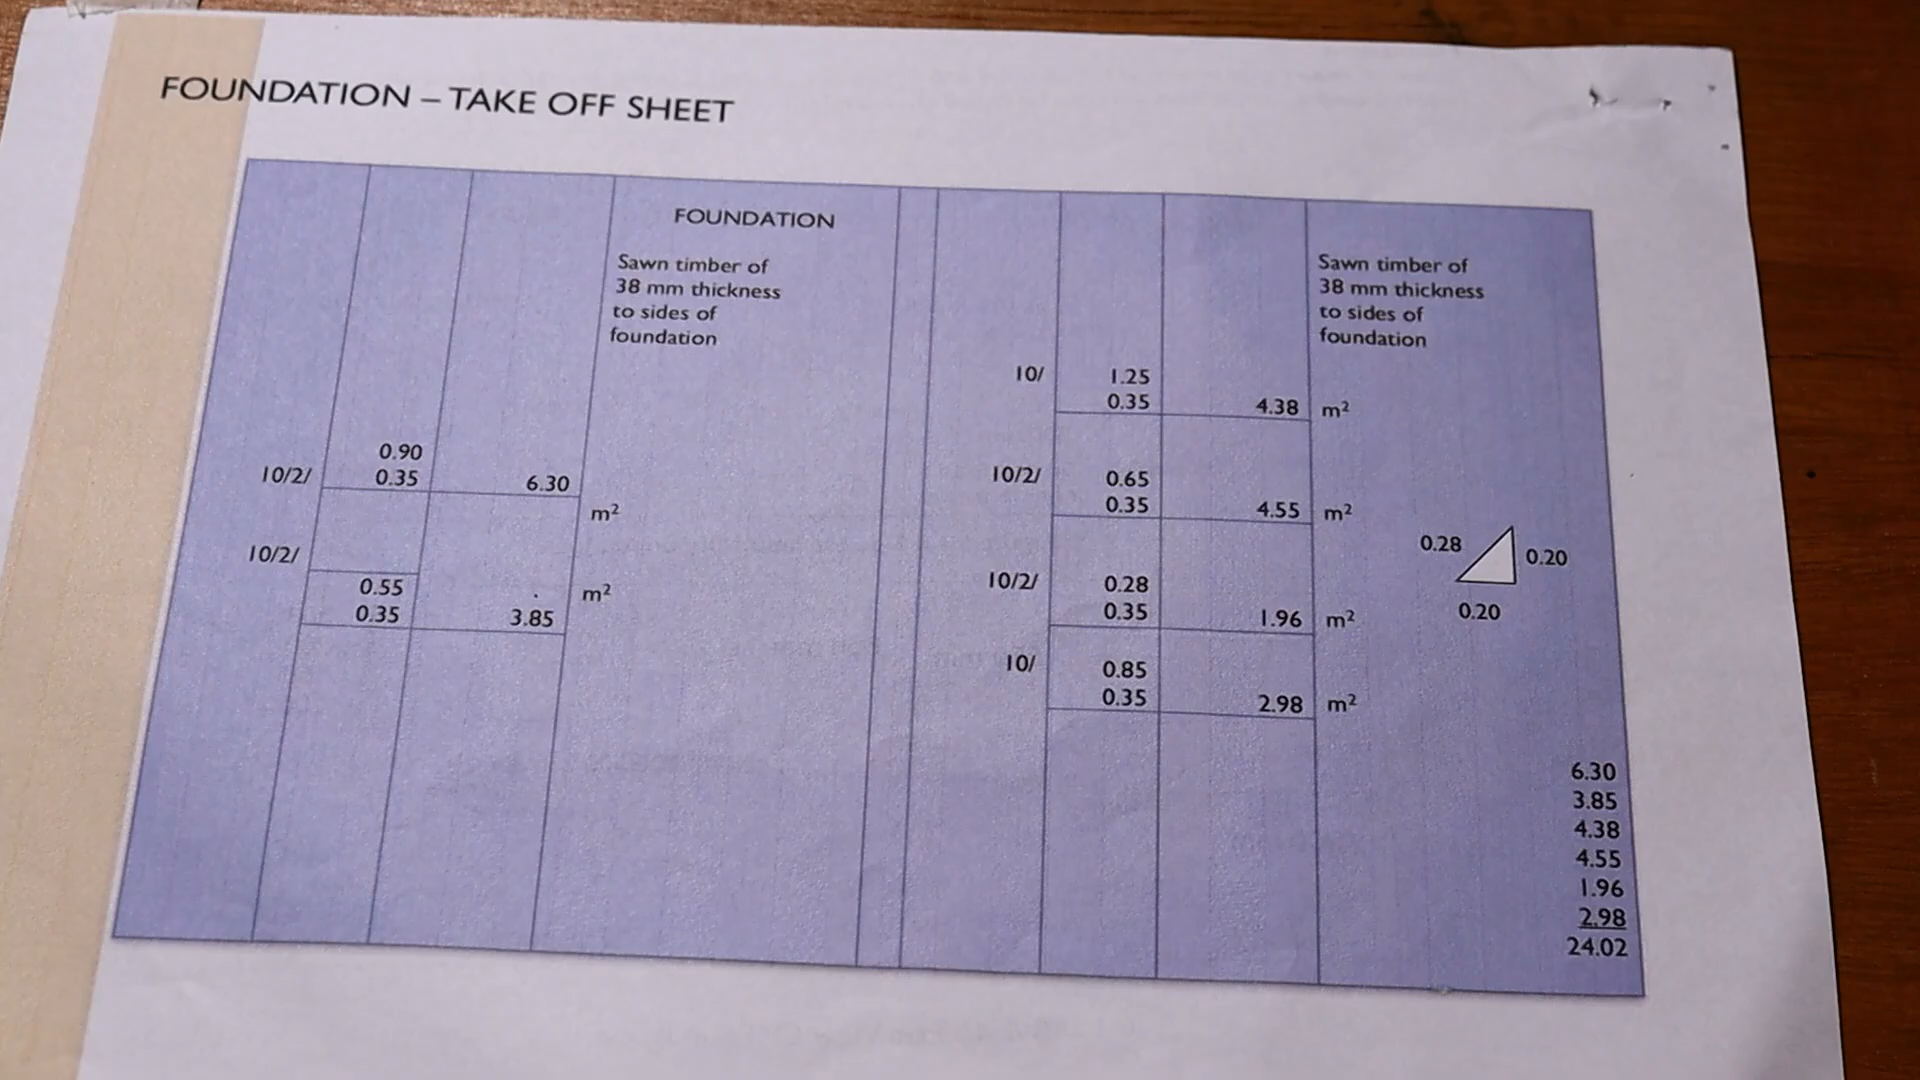 FOUNDATION – TAKE OFF SHEET
FOUNDATION
Sawn timber of
38 mm thickness
to sides of
foundation
0.90
10/2/ 0.35 6.30
m²
10/2/
0.55 m²
0.35 3.85
Sawn timber of
38 mm thickness
to sides of
foundation
10/ 1.25
0.35 4.38 m²
10/2/ 0.65
0.35 4.55 m²
0.28 0.20
0.20
10/2/ 0.28
0.35 1.96 m²
10/ 0.85
0.35 2.98 m²
6.30
3.85
4.38
4.55
1.96
2.98
24.02